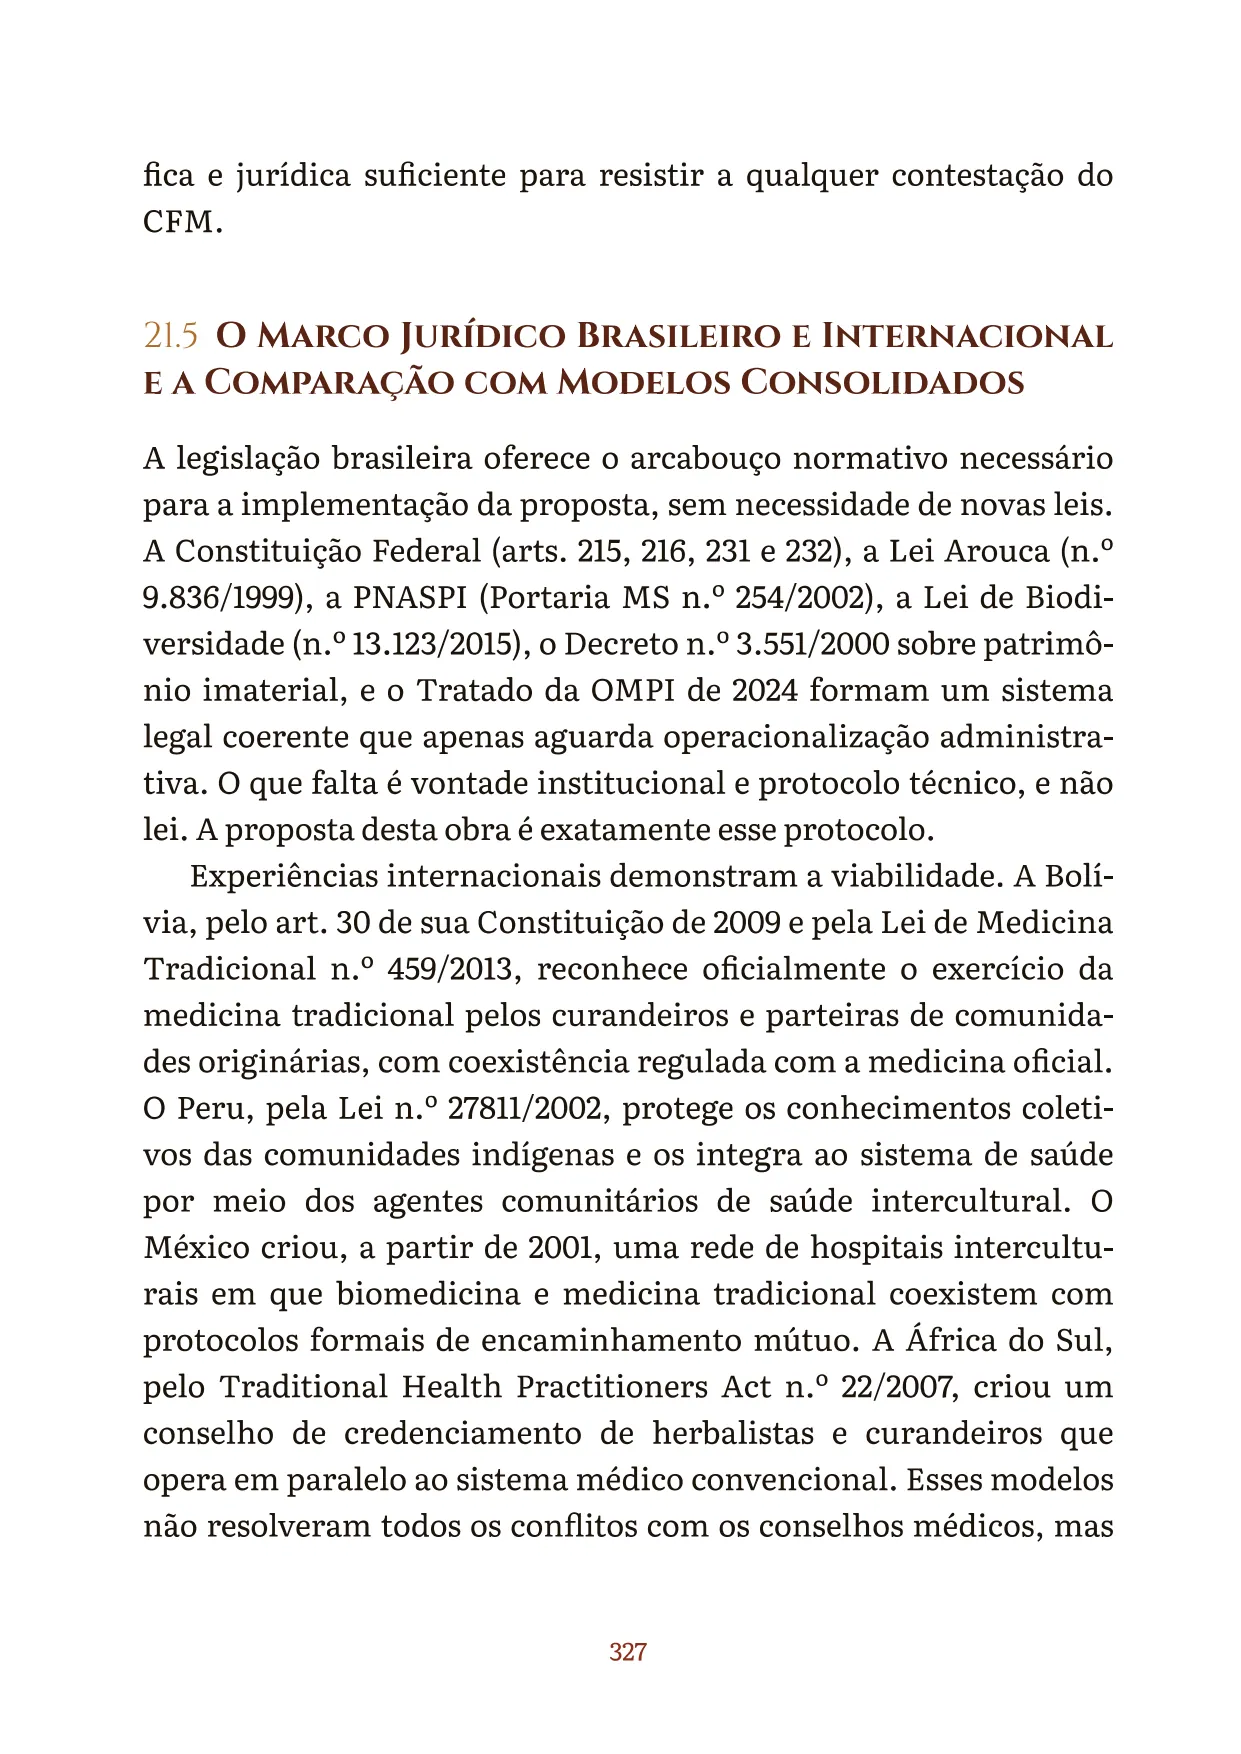 fica e jurídica suficiente para resistir a qualquer contestação do
CFM.
21.5 O Marco Jurídico Brasileiro e Internacional
e a Comparação com Modelos Consolidados
A legislação brasileira oferece o arcabouço normativo necessário
para a implementação da proposta, sem necessidade de novas leis.
A Constituição Federal (arts. 215, 216, 231 e 232), a Lei Arouca (n.º
9.836/1999), a PNASPI (Portaria MS n.º 254/2002), a Lei de Biodi-
versidade (n.º 13.123/2015), o Decreto n.º 3.551/2000 sobre patrimô-
nio imaterial, e o Tratado da OMPI de 2024 formam um sistema
legal coerente que apenas aguarda operacionalização administra-
tiva. O que falta é vontade institucional e protocolo técnico, e não
lei. A proposta desta obra é exatamente esse protocolo.
Experiências internacionais demonstram a viabilidade. A Bolí-
via, pelo art. 30 de sua Constituição de 2009 e pela Lei de Medicina
Tradicional n.º 459/2013, reconhece oficialmente o exercício da
medicina tradicional pelos curandeiros e parteiras de comunida-
des originárias, com coexistência regulada com a medicina oficial.
O Peru, pela Lei n.º 27811/2002, protege os conhecimentos coleti-
vos das comunidades indígenas e os integra ao sistema de saúde
por meio dos agentes comunitários de saúde intercultural. O
México criou, a partir de 2001, uma rede de hospitais intercultu-
rais em que biomedicina e medicina tradicional coexistem com
protocolos formais de encaminhamento mútuo. A África do Sul,
pelo Traditional Health Practitioners Act n.º 22/2007, criou um
conselho de credenciamento de herbalistas e curandeiros que
opera em paralelo ao sistema médico convencional. Esses modelos
não resolveram todos os conflitos com os conselhos médicos, mas
327